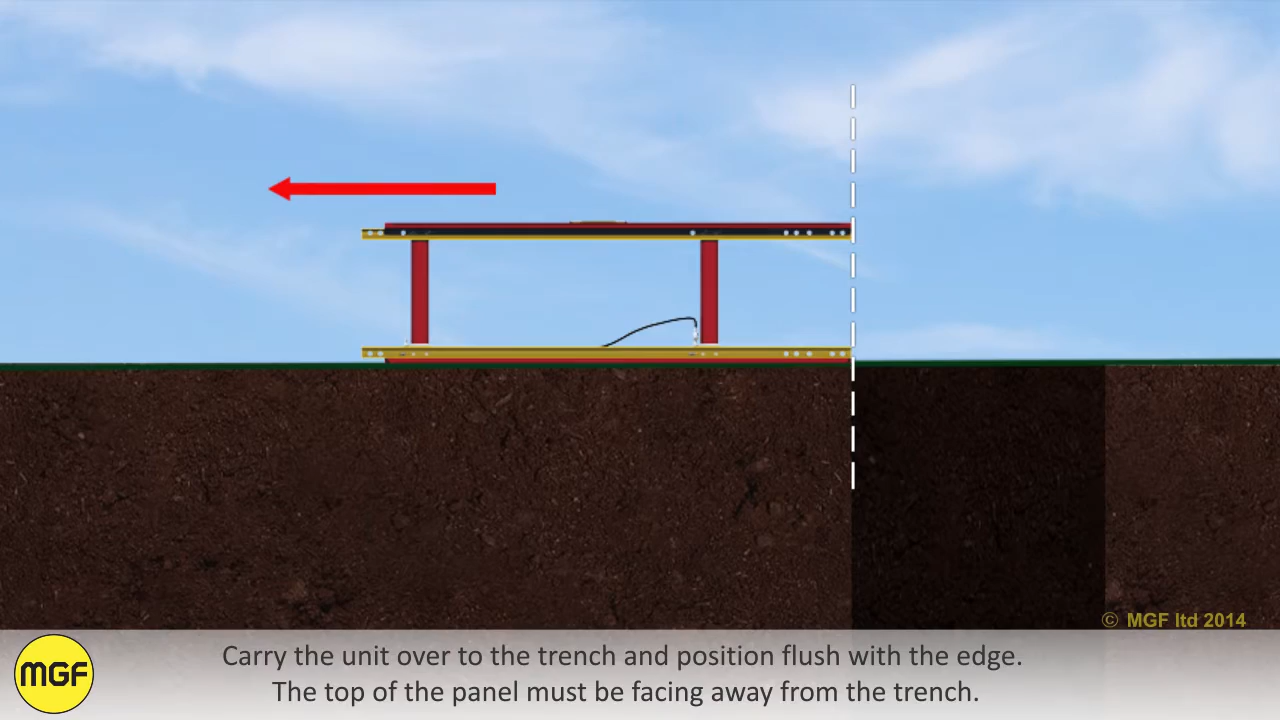 © MGF ltd 2014
MGF
Carry the unit over to the trench and position flush with the edge.
The top of the panel must be facing away from the trench.